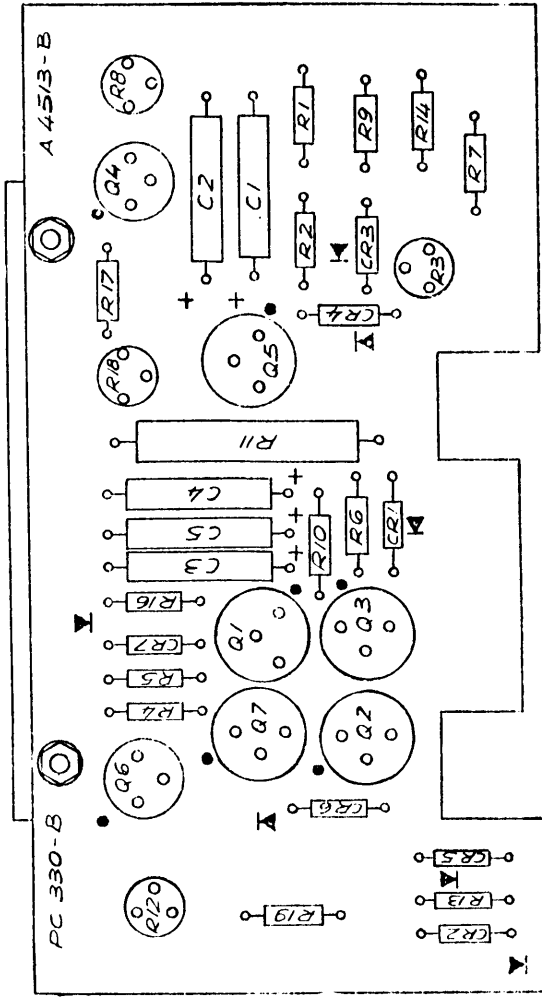 A 4513-B
R8
Q4
C2
C1
R1
R9
R14
R7
R17
R2
CR3
R3
+
+
CR4
R18
Q5
R11
C4
+
C5
+
C3
+
R10
R6
CR1
R16
CR7
R5
R4
Q1
Q3
Q7
Q2
Q6
CR6
PC 330-B
R12
R19
CR5
R13
CR2